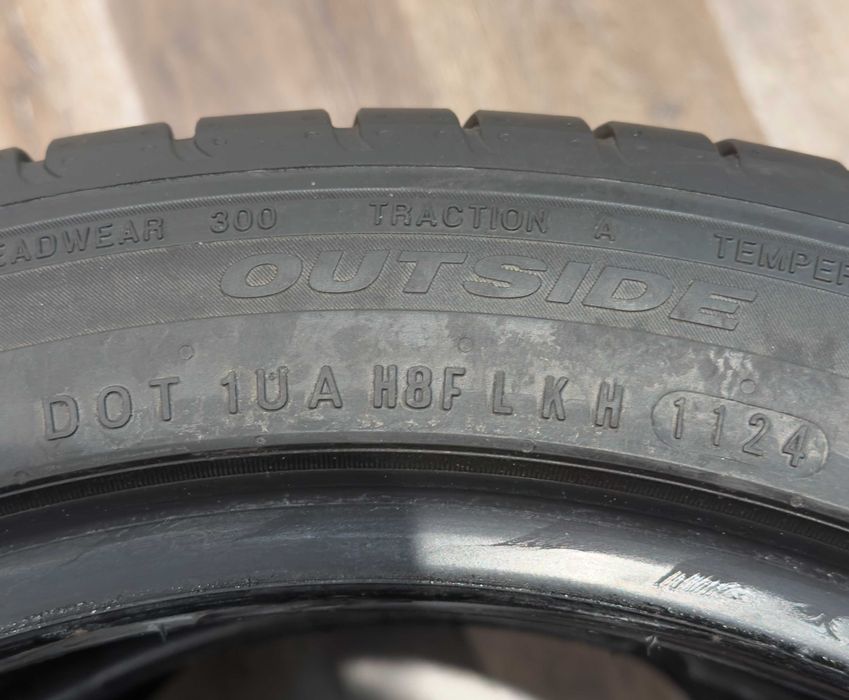 EADWEAR 300 TRACTION A TEMPER
OUTSIDE
DOT 1UA H8F LKH 1124